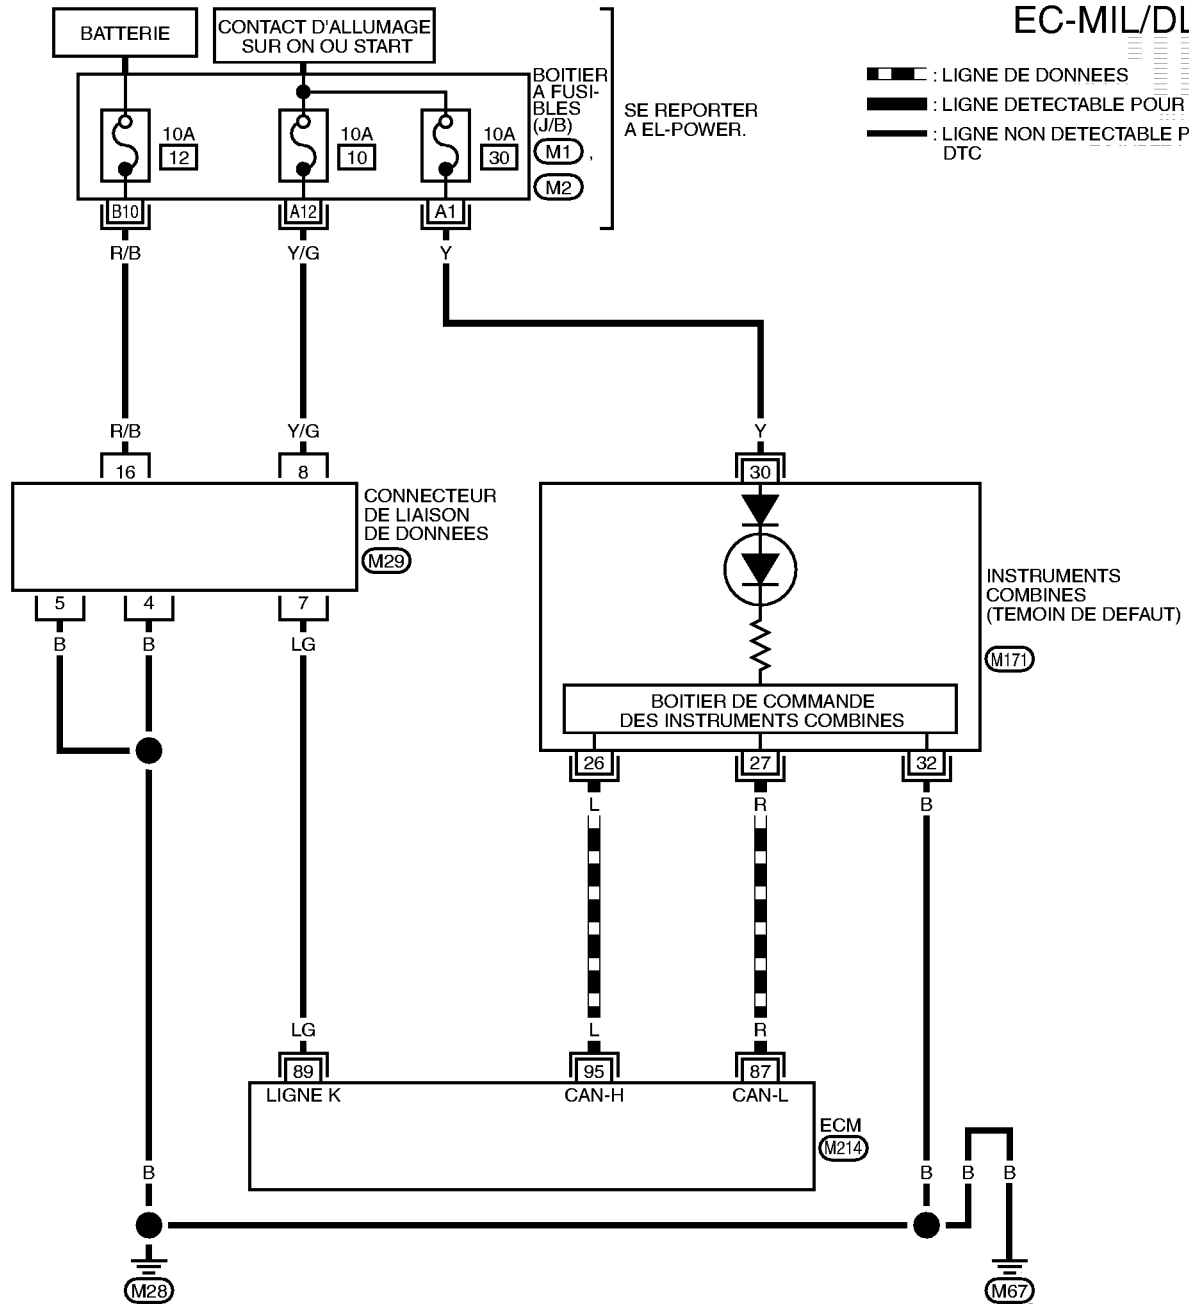 EC-MIL/DL
BATTERIE
CONTACT D'ALLUMAGE
SUR ON OU START
: LIGNE DE DONNEES
: LIGNE DETECTABLE POUR
: LIGNE NON DETECTABLE P
DTC
BOITIER
A FUSI-
BLES
(J/B)
M1 ,
M2
SE REPORTER
A EL-POWER.
10A
12
10A
10
10A
30
B10
A12
A1
R/B
Y/G
Y
R/B
Y/G
Y
16
8
30
CONNECTEUR
DE LIAISON
DE DONNEES
M29
INSTRUMENTS
COMBINES
(TEMOIN DE DEFAUT)
M171
5
4
7
B
B
LG
BOITIER DE COMMANDE
DES INSTRUMENTS COMBINES
26
27
32
L
R
B
LG
L
R
89
95
87
LIGNE K
CAN-H
CAN-L
ECM
M214
B
B
B
B
M28
M67